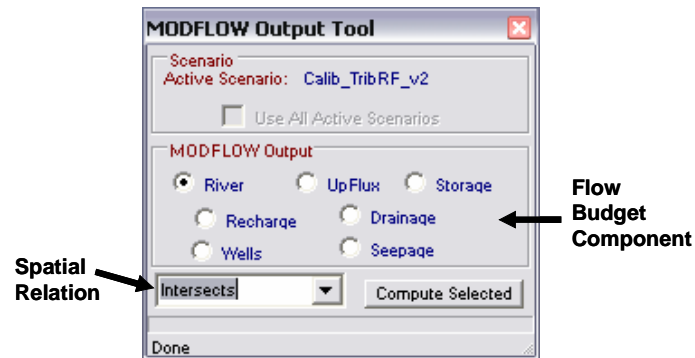 MODFLOW Output Tool
Scenario
Active Scenario: Calib_TribRF_v2
Use All Active Scenarios
MODFLOW Output
River UpFlux Storage
Recharge Drainage
Wells Seepage
Flow
Budget
Component
Spatial
Relation
Intersects
Compute Selected
Done